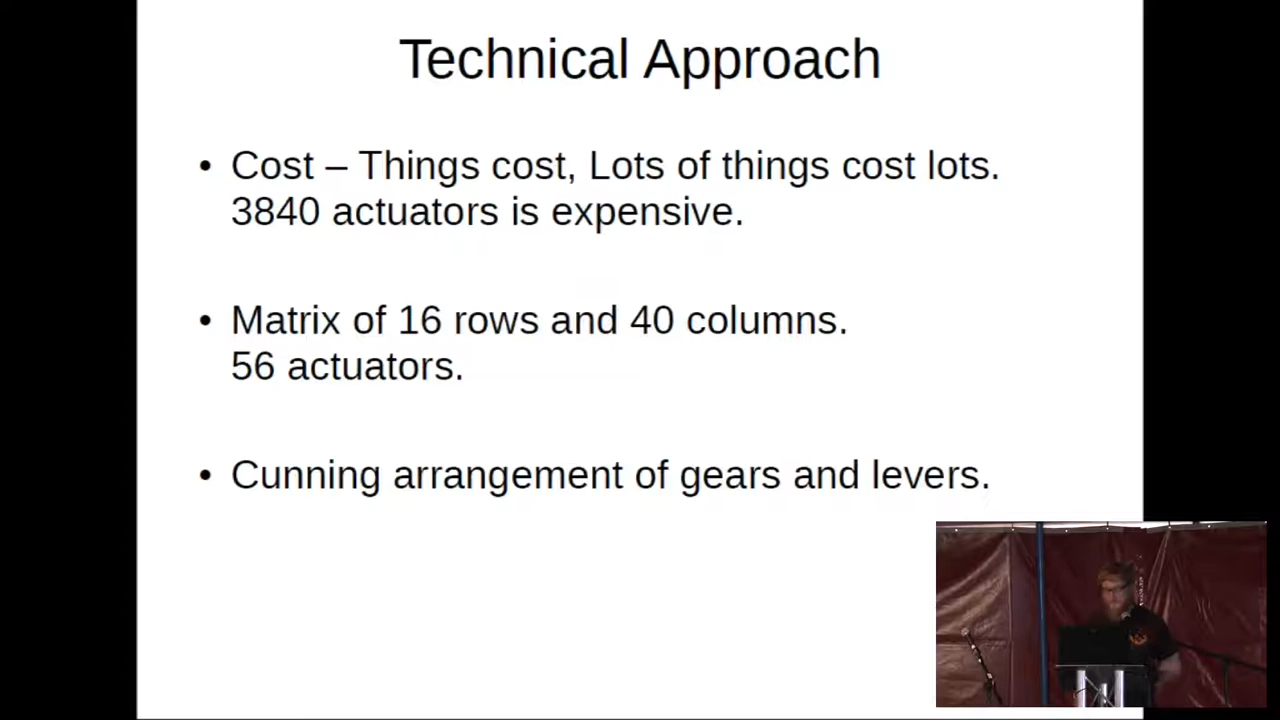 Technical Approach
• Cost – Things cost, Lots of things cost lots.
3840 actuators is expensive.
• Matrix of 16 rows and 40 columns.
56 actuators.
• Cunning arrangement of gears and levers.